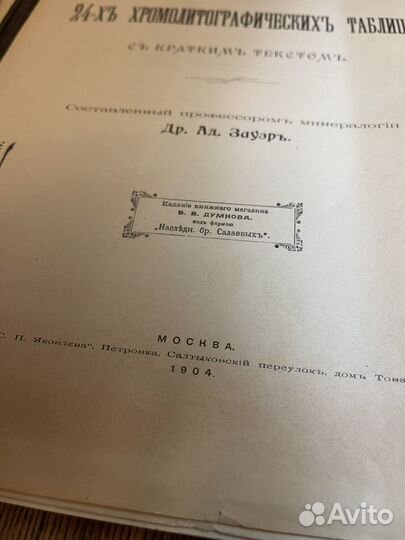 24-ХЪ ХРОМОЛИТОГРАФИЧЕСКИХЪ ТАБЛИЦ
СЪ КРАТКИМЪ ТЕКСТОМЪ.
Составленный профессоромъ минералогіи
Др. Ад. Зауэръ.
Изданіе книжнаго магазина
В. В. ДУМНОВА,
подъ фирмою
„Наслѣдн. бр. Салаевыхъ“.
МОСКВА.
С. П. Яковлева“. Петровка, Салтыковскій переулокъ, домъ Това
1904.
Avito